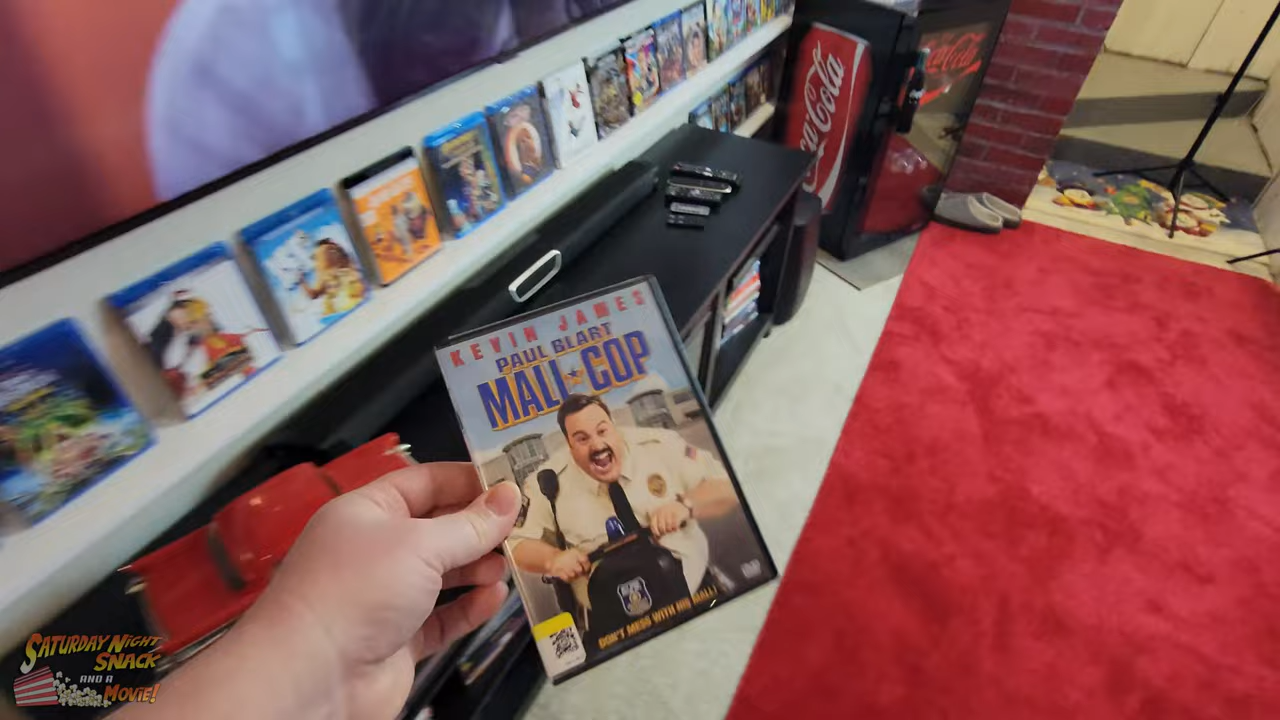 KEVIN JAMES
PAUL BLART
MALL COP
DON'T MESS WITH HIS MALL!
DVD
Coca-Cola
Coca-Cola
SATURDAY NIGHT
SNACK
AND A
MOVIE!